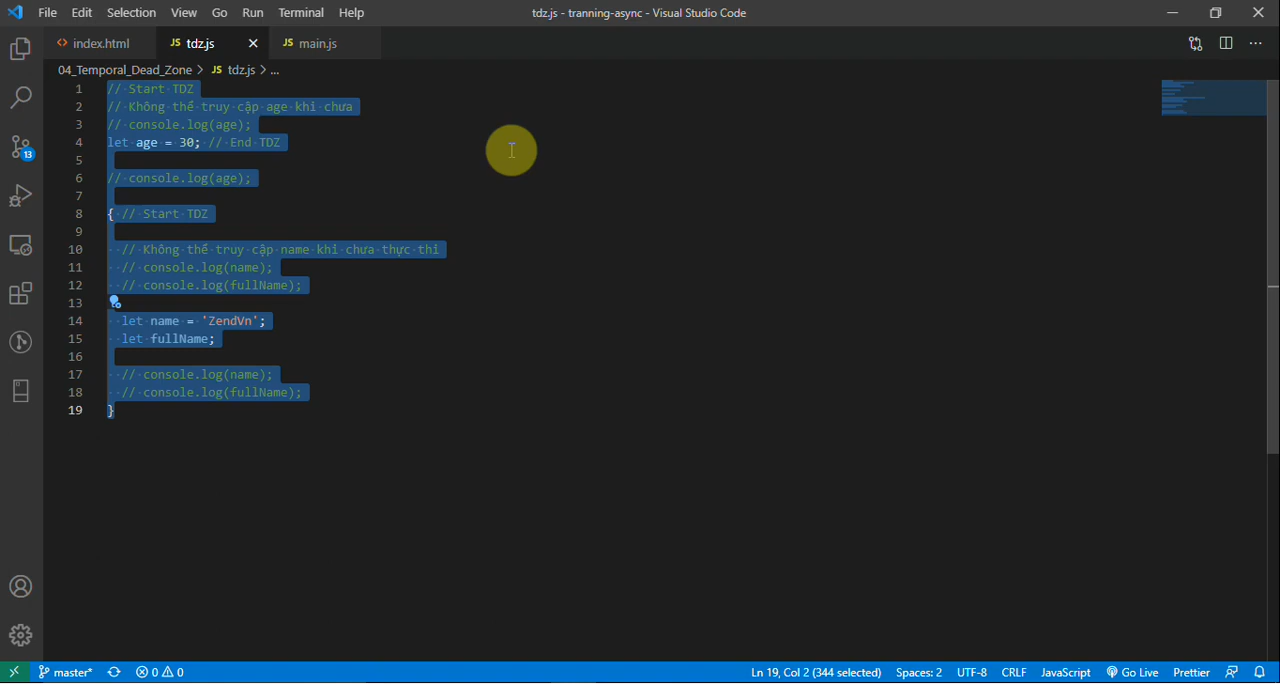 File Edit Selection View Go Run Terminal Help
tdz.js - tranning-async - Visual Studio Code
index.html
JS tdz.js
JS main.js
04_Temporal_Dead_Zone > JS tdz.js > ...
1 // Start TDZ
2 // Không thể truy cập age khi chưa
3 // console.log(age);
4 let age = 30; // End TDZ
5
6 // console.log(age);
7
8 { // Start TDZ
9
10 // Không thể truy cập name khi chưa thực thi
11 // console.log(name);
12 // console.log(fullName);
13
14 let name = 'ZendVn';
15 let fullName;
16
17 // console.log(name);
18 // console.log(fullName);
19 }
13
master* 0 0 Ln 19, Col 2 (344 selected) Spaces: 2 UTF-8 CRLF JavaScript Go Live Prettier